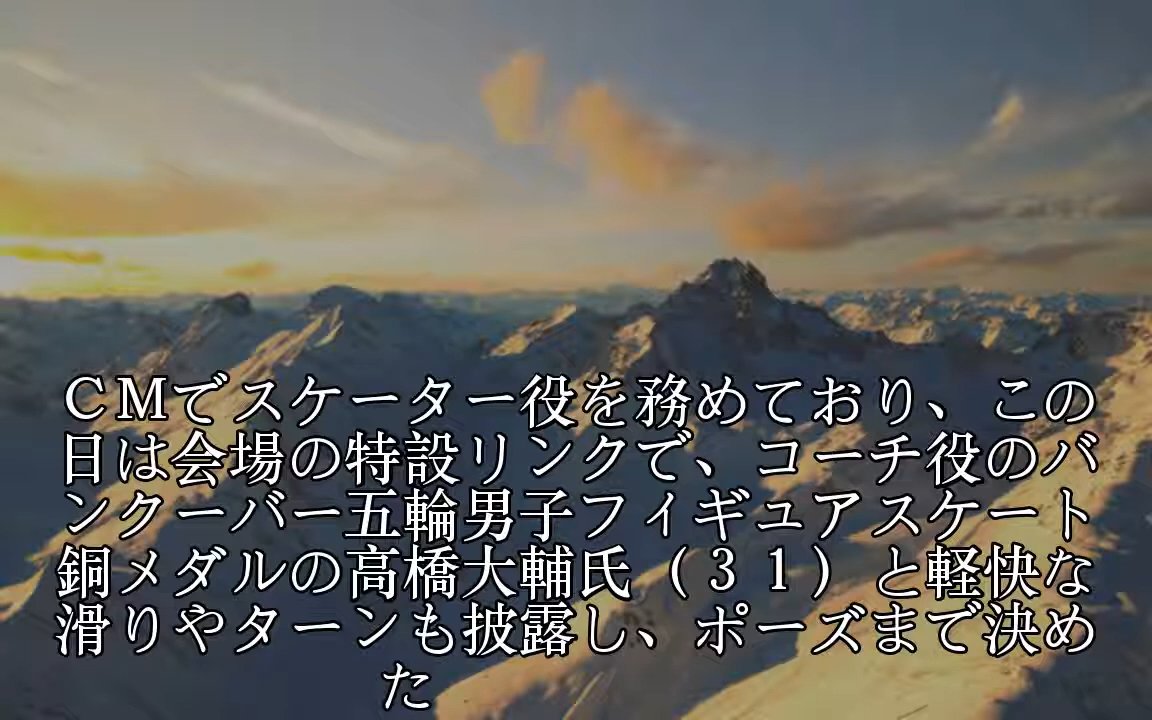 ＣＭでスケーター役を務めており、この
日は会場の特設リンクで、コーチ役のバ
ンクーバー五輪男子フィギュアスケート
銅メダルの高橋大輔氏（３１）と軽快な
滑りやターンも披露し、ポーズまで決め
た